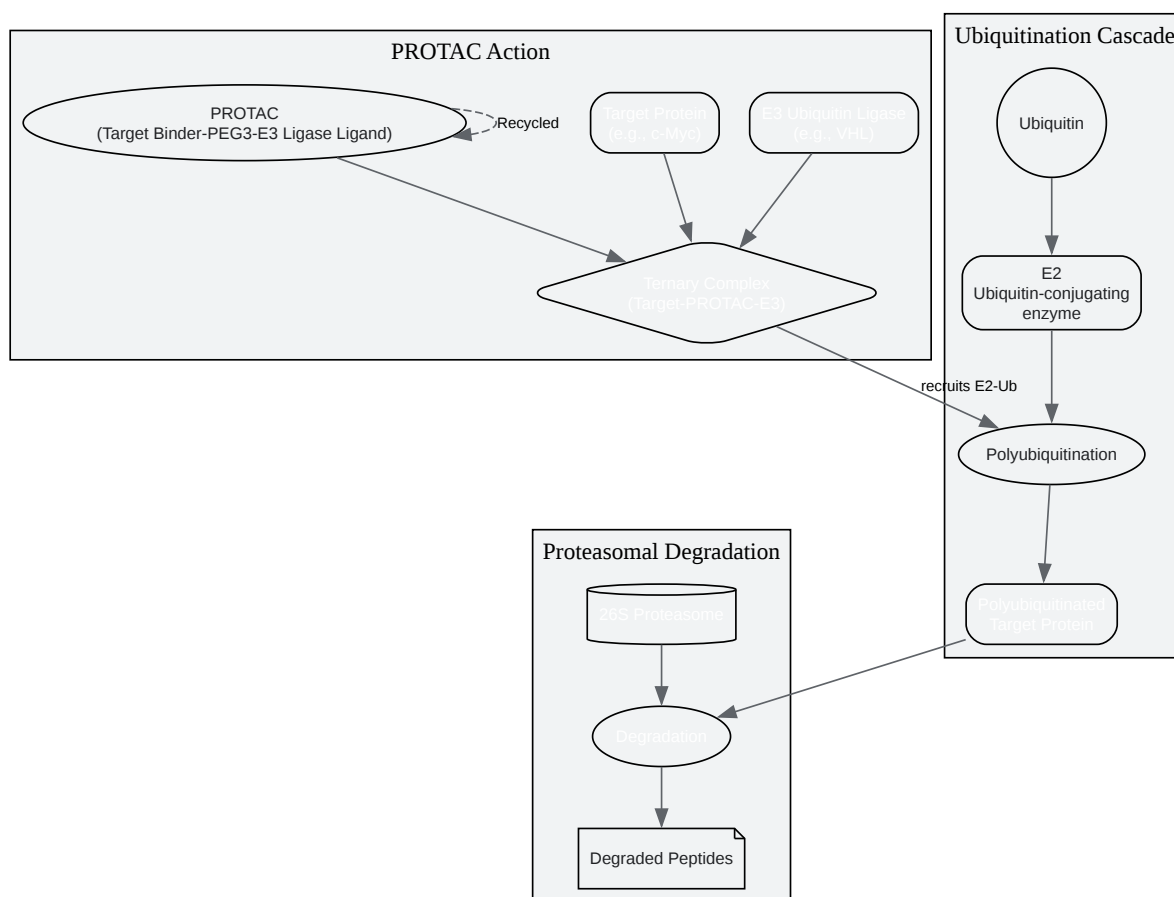 PROTAC Action
PROTAC
(Target Binder-PEG3-E3 Ligase Ligand)
Recycled
Target Protein
(e.g., c-Myc)
E3 Ubiquitin Ligase
(e.g., VHL)
Ternary Complex
(Target-PROTAC-E3)
recruits E2-Ub
Ubiquitination Cascade
Ubiquitin
E2
Ubiquitin-conjugating
enzyme
Polyubiquitination
Polyubiquitinated
Target Protein
Proteasomal Degradation
26S Proteasome
Degradation
Degraded Peptides